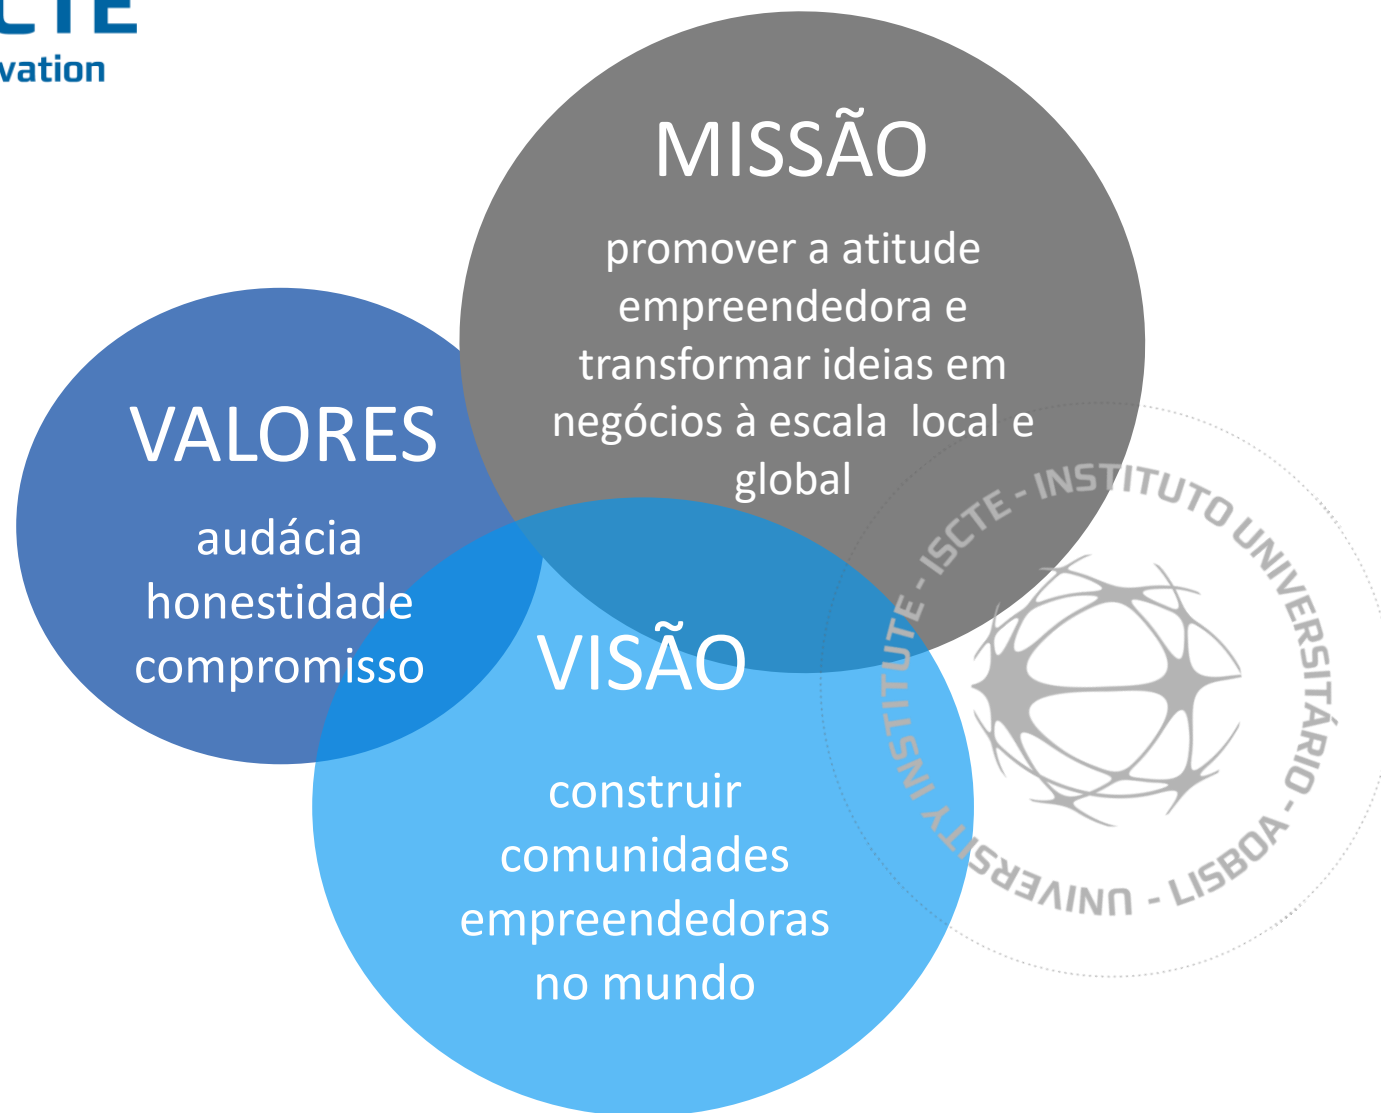 CTE
vation
MISSÃO
promover a atitude
empreendedora e
transformar ideias em
negócios à escala  local e
global
VALORES
audácia
honestidade
compromisso
VISÃO
construir
comunidades
empreendedoras
no mundo
ISCTE - INSTITUTO UNIVERSITÁRIO - LISBOA - UNIVERSITY INSTITUTE -